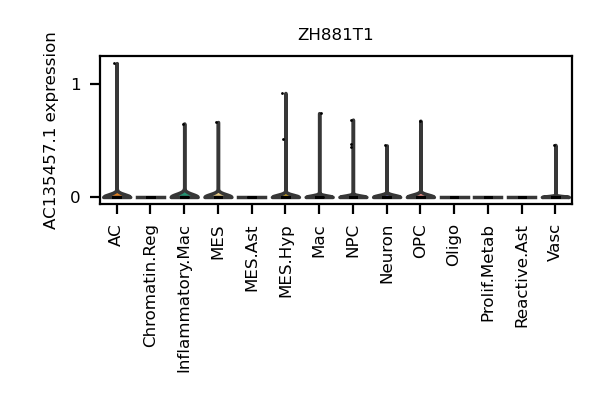 ZH881T1
AC135457.1 expression
1
0
AC
Chromatin.Reg
Inflammatory.Mac
MES
MES.Ast
MES.Hyp
Mac
NPC
Neuron
OPC
Oligo
Prolif.Metab
Reactive.Ast
Vasc